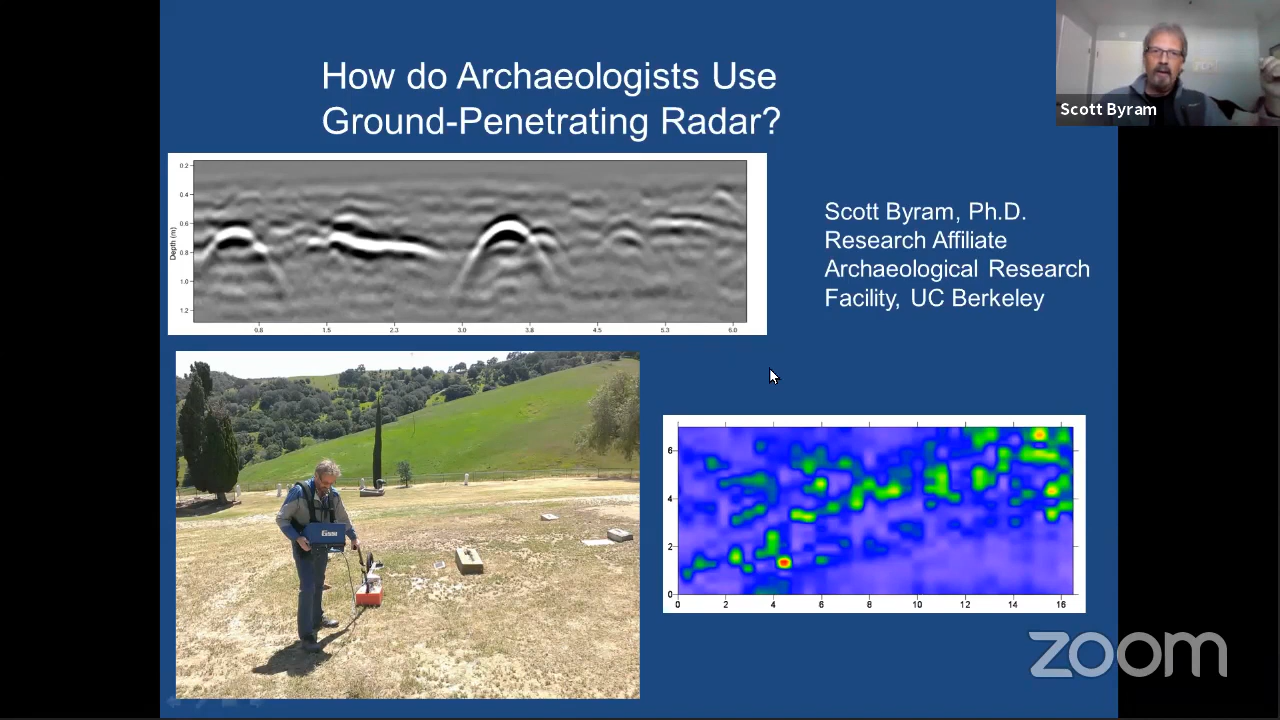 How do Archaeologists Use
Ground-Penetrating Radar?
Scott Byram
Scott Byram, Ph.D.
Research Affiliate
Archaeological Research
Facility, UC Berkeley
Depth (m)
0.2
0.4
0.6
0.8
1.0
1.2
0.8 1.5 2.3 3.0 3.8 4.5 5.3 6.0
6
4
2
0
0 2 4 6 8 10 12 14 16
zoom